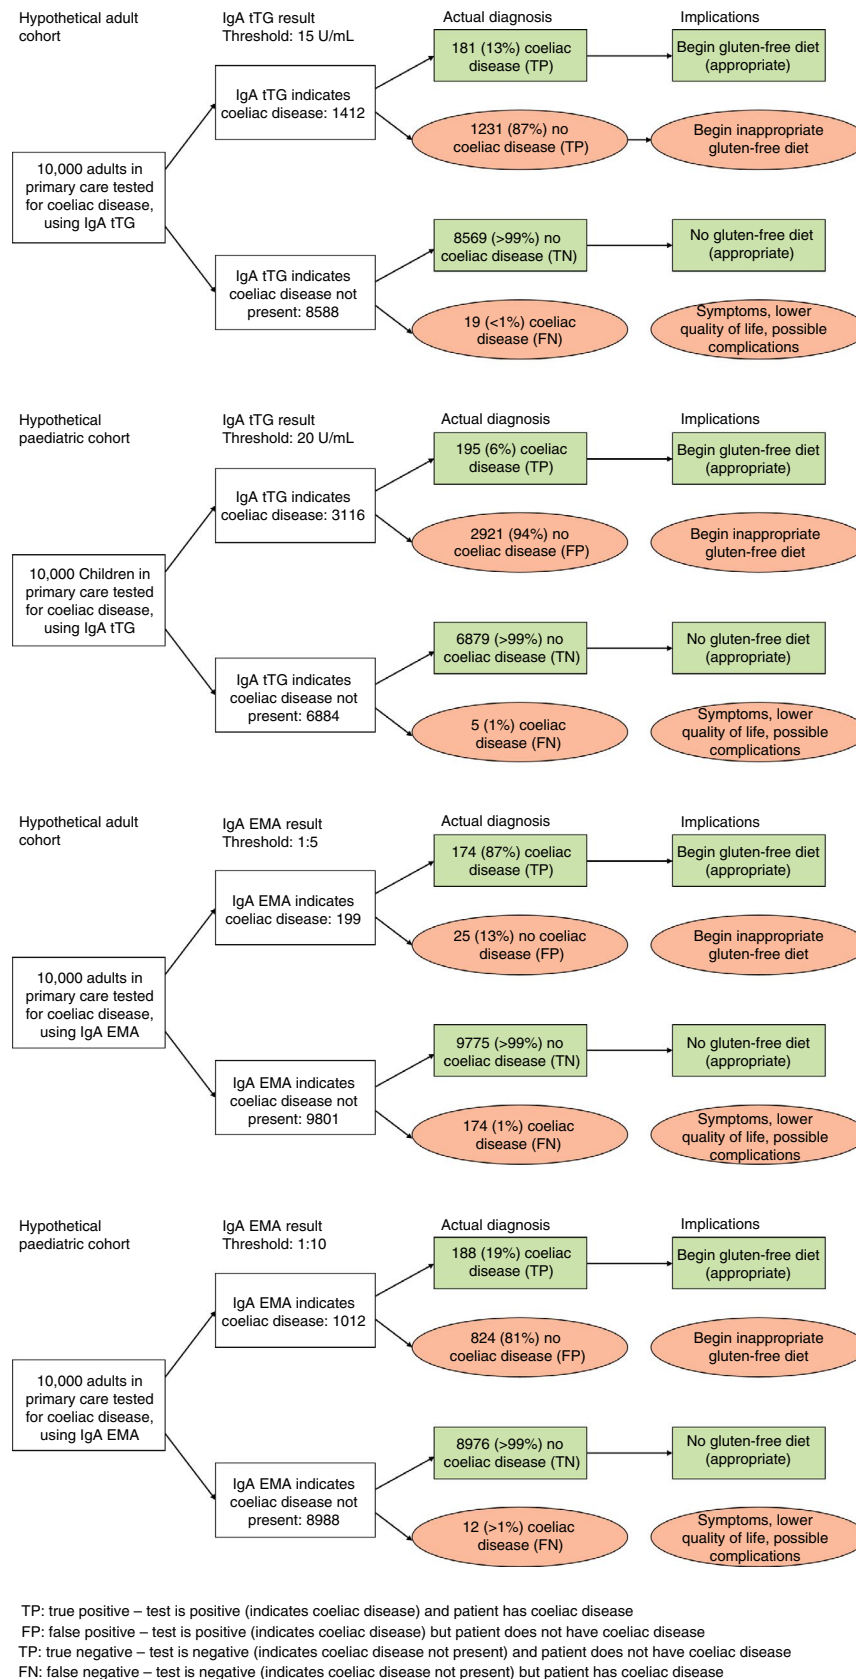 Hypothetical adult
cohort
IgA tTG result
Threshold: 15 U/mL
Actual diagnosis
Implications
10,000 adults in
primary care tested
for coeliac disease,
using IgA tTG
IgA tTG indicates
coeliac disease: 1412
181 (13%) coeliac
disease (TP)
Begin gluten-free diet
(appropriate)
1231 (87%) no
coeliac disease (TP)
Begin inappropriate
gluten-free diet
IgA tTG indicates
coeliac disease not
present: 8588
8569 (>99%) no
coeliac disease (TN)
No gluten-free diet
(appropriate)
19 (<1%) coeliac
disease (FN)
Symptoms, lower
quality of life, possible
complications
Hypothetical
paediatric cohort
IgA tTG result
Threshold: 20 U/mL
Actual diagnosis
Implications
10,000 Children in
primary care tested
for coeliac disease,
using IgA tTG
IgA tTG indicates
coeliac disease: 3116
195 (6%) coeliac
disease (TP)
Begin gluten-free diet
(appropriate)
2921 (94%) no
coeliac disease (FP)
Begin inappropriate
gluten-free diet
IgA tTG indicates
coeliac disease not
present: 6884
6879 (>99%) no
coeliac disease (TN)
No gluten-free diet
(appropriate)
5 (1%) coeliac
disease (FN)
Symptoms, lower
quality of life, possible
complications
Hypothetical adult
cohort
IgA EMA result
Threshold: 1:5
Actual diagnosis
Implications
10,000 adults in
primary care tested
for coeliac disease,
using IgA EMA
IgA EMA indicates
coeliac disease: 199
174 (87%) coeliac
disease (TP)
Begin gluten-free diet
(appropriate)
25 (13%) no coeliac
disease (FP)
Begin inappropriate
gluten-free diet
IgA EMA indicates
coeliac disease not
present: 9801
9775 (>99%) no
coeliac disease (TN)
No gluten-free diet
(appropriate)
174 (1%) coeliac
disease (FN)
Symptoms, lower
quality of life, possible
complications
Hypothetical
paediatric cohort
IgA EMA result
Threshold: 1:10
Actual diagnosis
Implications
10,000 adults in
primary care tested
for coeliac disease,
using IgA EMA
IgA EMA indicates
coeliac disease: 1012
188 (19%) coeliac
disease (TP)
Begin gluten-free diet
(appropriate)
824 (81%) no
coeliac disease (FP)
Begin inappropriate
gluten-free diet
IgA EMA indicates
coeliac disease not
present: 8988
8976 (>99%) no
coeliac disease (TN)
No gluten-free diet
(appropriate)
12 (>1%) coeliac
disease (FN)
Symptoms, lower
quality of life, possible
complications
TP: true positive – test is positive (indicates coeliac disease) and patient has coeliac disease
FP: false positive – test is positive (indicates coeliac disease) but patient does not have coeliac disease
TP: true negative – test is negative (indicates coeliac disease not present) and patient does not have coeliac disease
FN: false negative – test is negative (indicates coeliac disease not present) but patient has coeliac disease